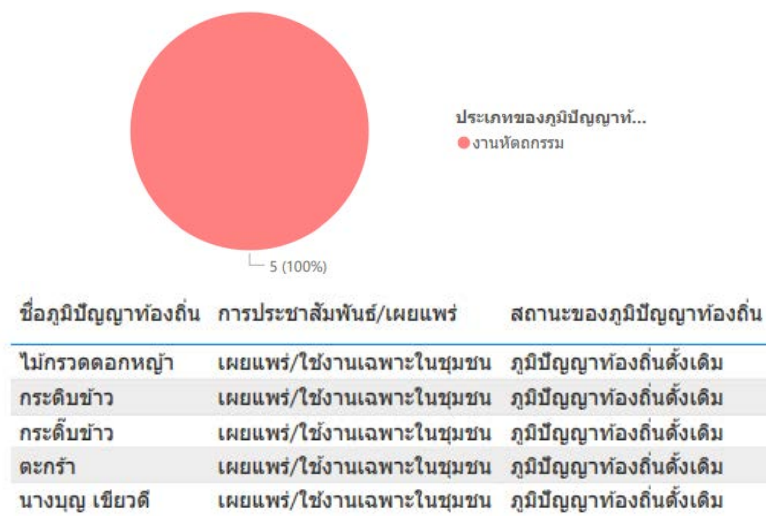 ประเภทของภูมิปัญญาท้...
งานหัตถกรรม
5 (100%)
ชื่อภูมิปัญญาท้องถิ่น การประชาสัมพันธ์/เผยแพร่ สถานะของภูมิปัญญาท้องถิ่น
ไม้กรวดดอกหญ้า เผยแพร่/ใช้งานเฉพาะในชุมชน ภูมิปัญญาท้องถิ่นดั้งเดิม
กระติบข้าว เผยแพร่/ใช้งานเฉพาะในชุมชน ภูมิปัญญาท้องถิ่นดั้งเดิม
กระติ๊บข้าว เผยแพร่/ใช้งานเฉพาะในชุมชน ภูมิปัญญาท้องถิ่นดั้งเดิม
ตะกร้า เผยแพร่/ใช้งานเฉพาะในชุมชน ภูมิปัญญาท้องถิ่นดั้งเดิม
นางบุญ เขียวดี เผยแพร่/ใช้งานเฉพาะในชุมชน ภูมิปัญญาท้องถิ่นดั้งเดิม